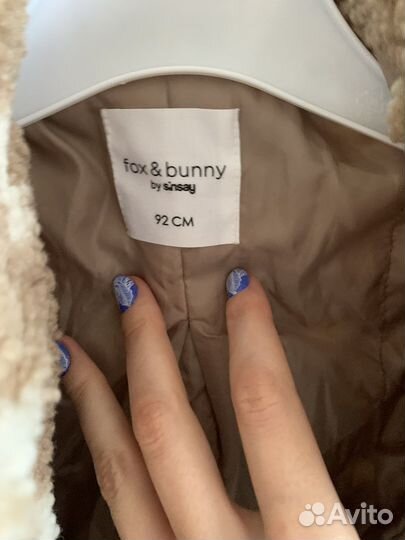 fox & bunny
by sinsay
92 CM
Avito